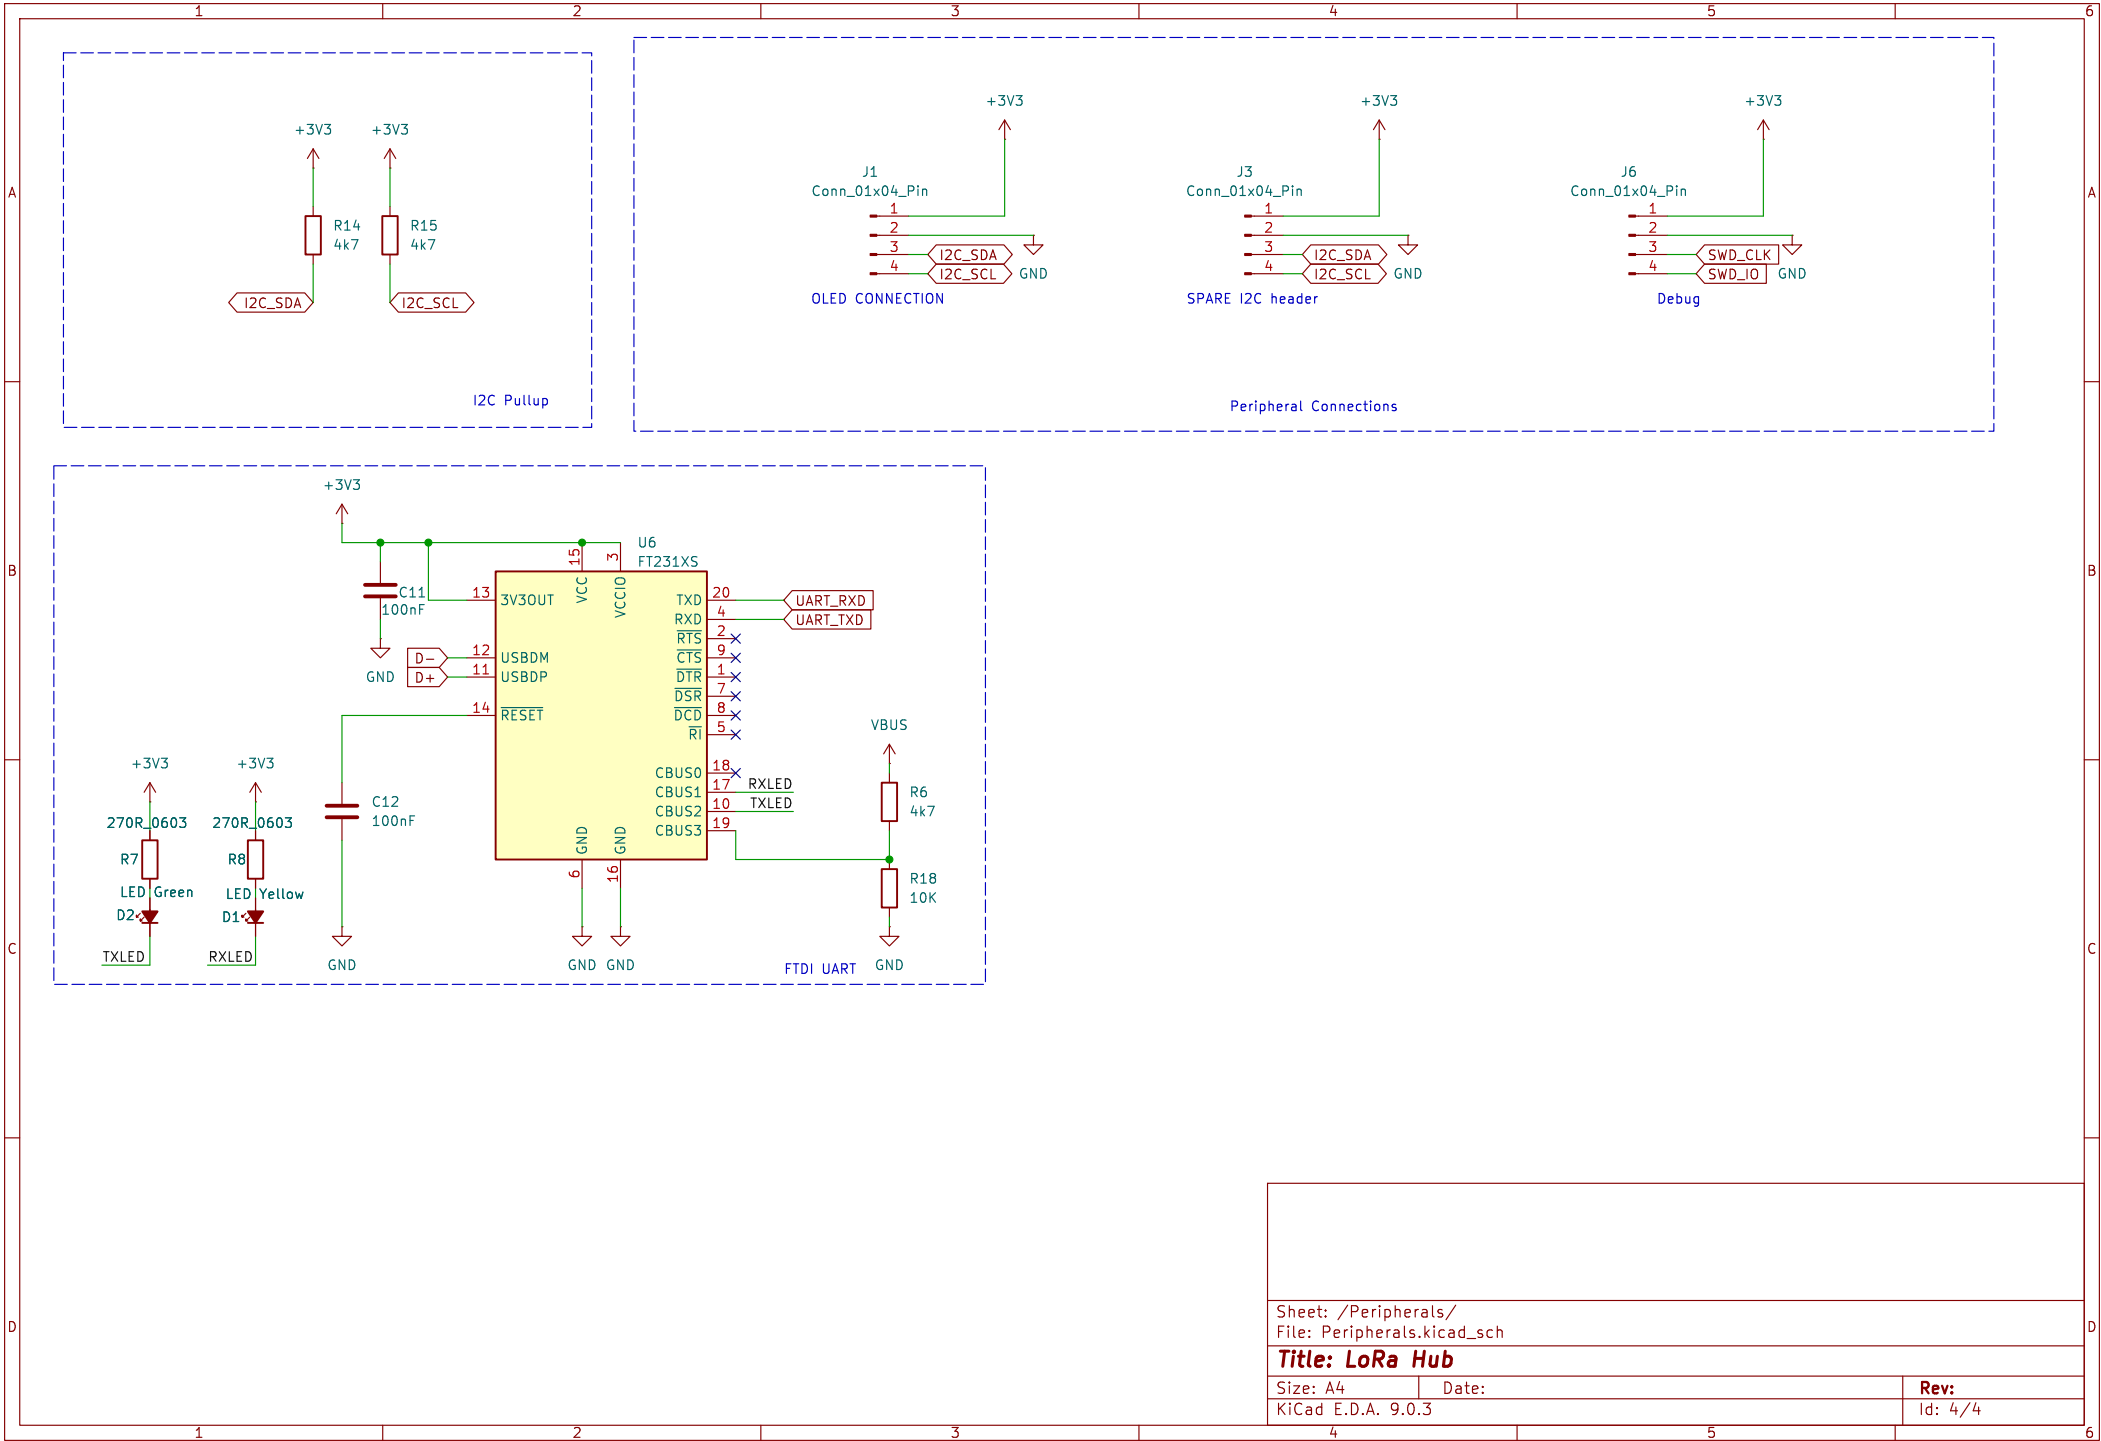 1 2 3 4 5 6
A
B
C
D
A
B
C
D
1 2 3 4 5 6
+3V3 +3V3
R14
4k7
R15
4k7
I2C_SDA I2C_SCL
I2C Pullup
+3V3
J1
Conn_01x04_Pin
1
2
3 I2C_SDA
4 I2C_SCL GND
OLED CONNECTION
+3V3
J3
Conn_01x04_Pin
1
2
3 I2C_SDA
4 I2C_SCL GND
SPARE I2C header
+3V3
J6
Conn_01x04_Pin
1
2
3 SWD_CLK
4 SWD_IO GND
Debug
Peripheral Connections
+3V3
C11
100nF
GND
U6
FT231XS
15 VCC
3 VCCIO
13 3V3OUT
D- 12 USBDM
D+ 11 USBDP
14 RESET
TXD 20 UART_RXD
RXD 4 UART_TXD
RTS 2
CTS 9
DTR 1
DSR 7
DCD 8
RI 5
CBUS0 18
CBUS1 17 RXLED
CBUS2 10 TXLED
CBUS3 19
GND 6
GND 16
GND GND
VBUS
R6
4k7
R18
10K
GND
C12
100nF
GND
+3V3
270R_0603
R7
LED Green
D2
TXLED
+3V3
270R_0603
R8
LED Yellow
D1
RXLED
FTDI UART
Sheet: /Peripherals/
File: Peripherals.kicad_sch
Title: LoRa Hub
Size: A4 Date: Rev:
KiCad E.D.A. 9.0.3 Id: 4/4